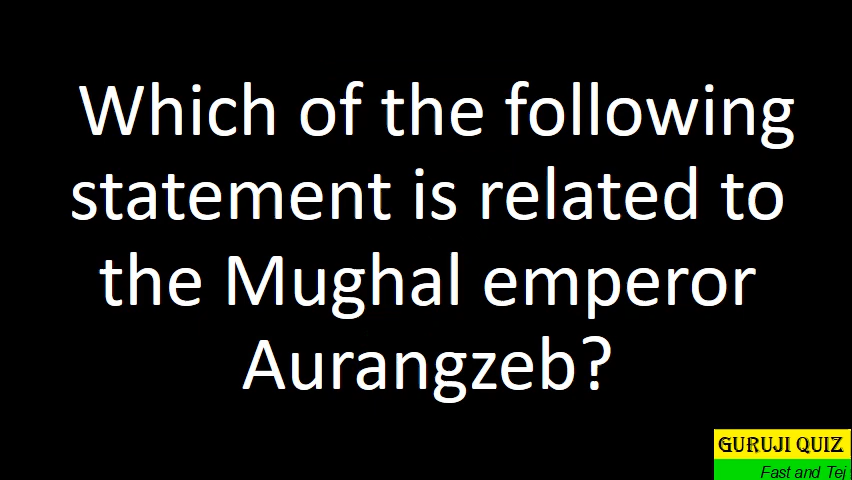 Which of the following
statement is related to
the Mughal emperor
Aurangzeb?
GURUJI QUIZ
Fast and Tej